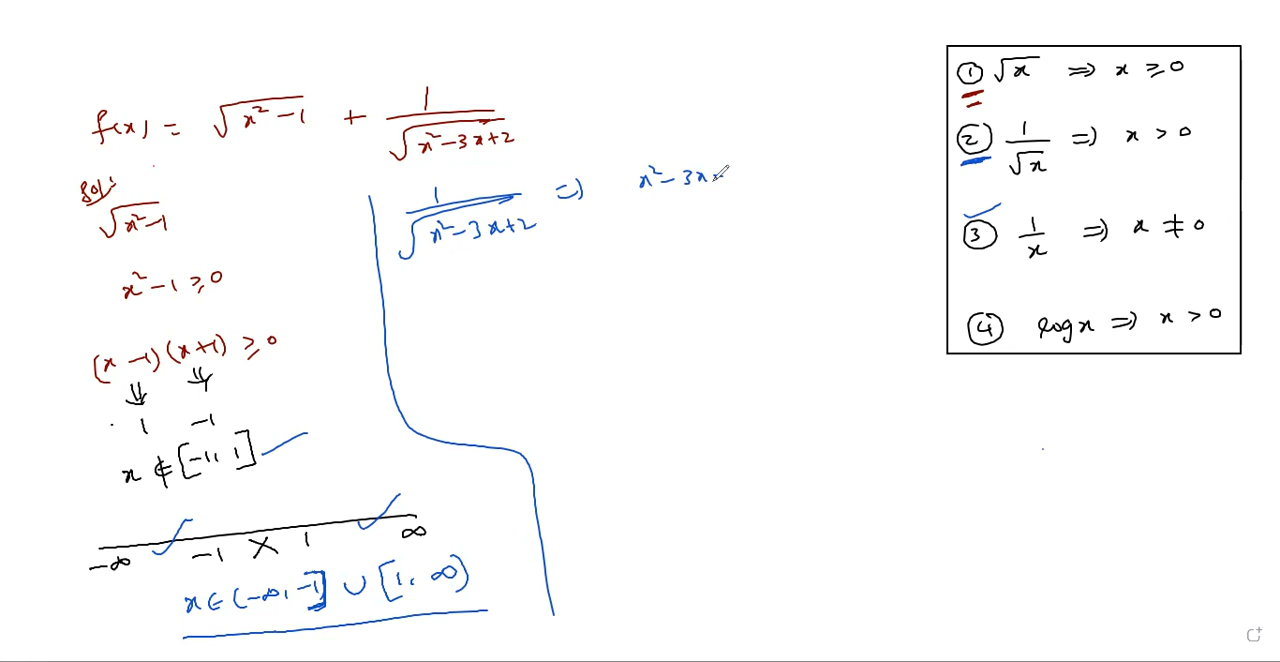 f(x) = √(x² - 1) + 1/√(x² - 3x + 2)
Sol:
√(x² - 1)
x² - 1 ≥ 0
(x - 1)(x + 1) ≥ 0
⇓ ⇓
1 -1
x ∉ [-1, 1] ✓
-∞ ✓ -1 × 1 ✓ ∞
x ∈ (-∞, -1] ∪ [1, ∞)
1/√(x² - 3x + 2) ⇒ x² - 3x
① √x ⇒ x ≥ 0
② 1/√x ⇒ x > 0
✓
③ 1/x ⇒ x ≠ 0
④ log x ⇒ x > 0